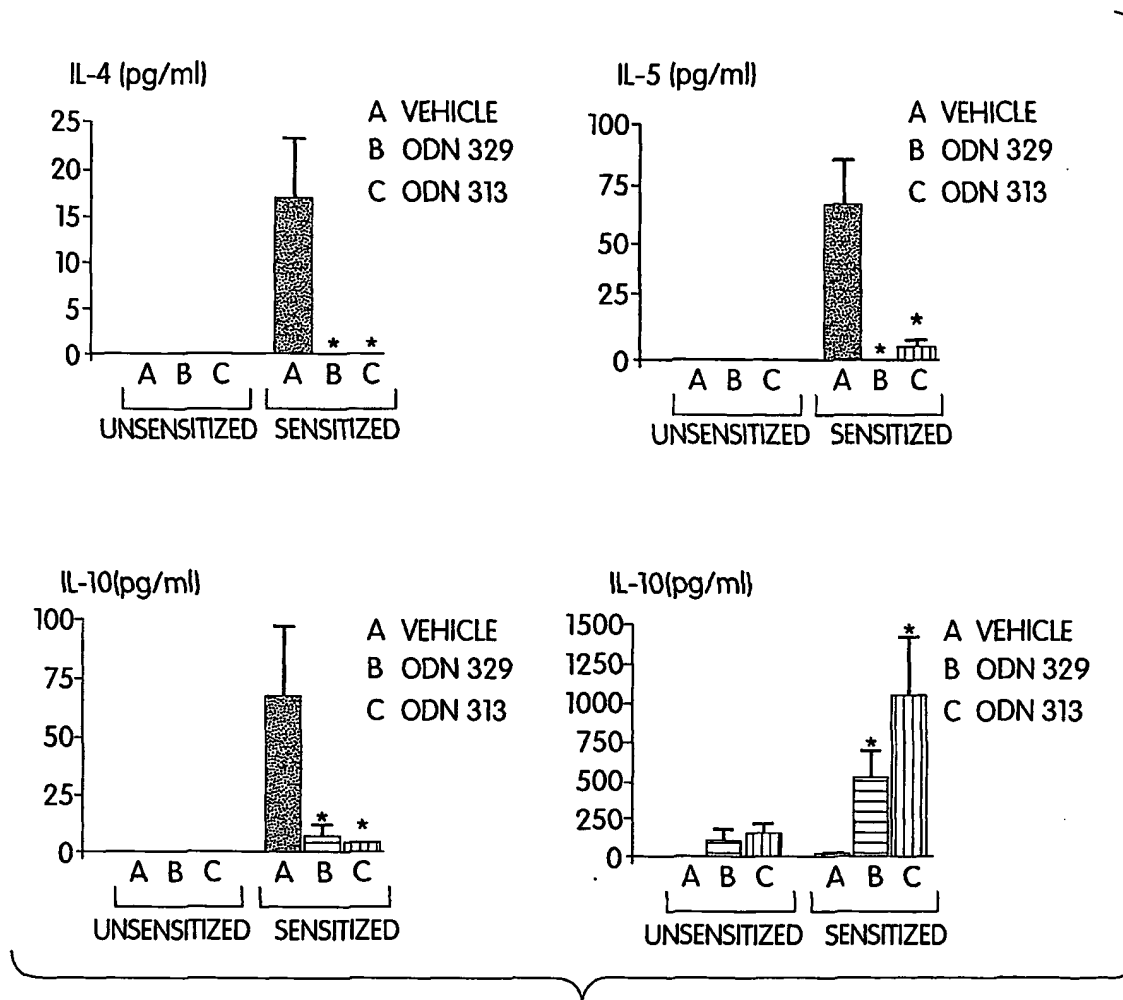 IL-4 (pg/ml)
25
20
15
10
5
0
A VEHICLE
B ODN 329
C ODN 313
* *
A B C A B C
UNSENSITIZED SENSITIZED
IL-5 (pg/ml)
100
75
50
25
0
A VEHICLE
B ODN 329
C ODN 313
* *
A B C A B C
UNSENSITIZED SENSITIZED
IL-10(pg/ml)
100
75
50
25
0
A VEHICLE
B ODN 329
C ODN 313
* *
A B C A B C
UNSENSITIZED SENSITIZED
IL-10(pg/ml)
1500
1250
1000
750
500
250
0
A VEHICLE
B ODN 329
C ODN 313
* *
A B C A B C
UNSENSITIZED SENSITIZED